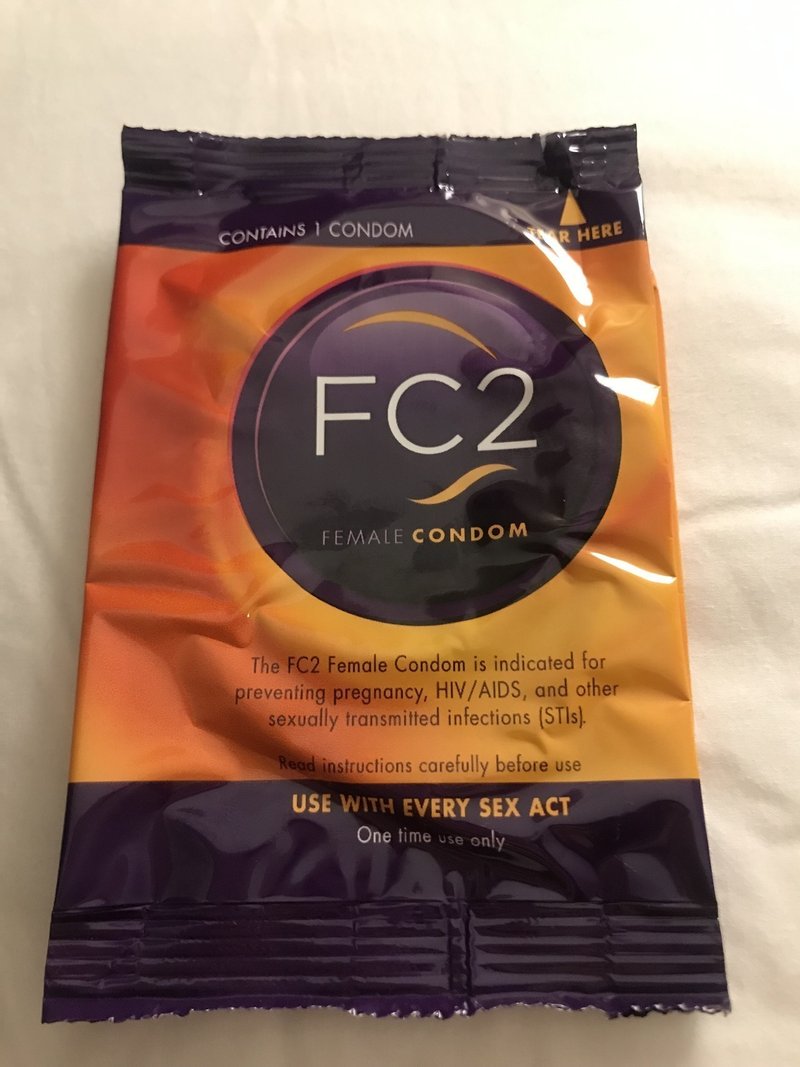 CONTAINS 1 CONDOM
TEAR HERE
FC2
FEMALE CONDOM
The FC2 Female Condom is indicated for
preventing pregnancy, HIV/AIDS, and other
sexually transmitted infections (STIs).
Read instructions carefully before use
USE WITH EVERY SEX ACT
One time use only